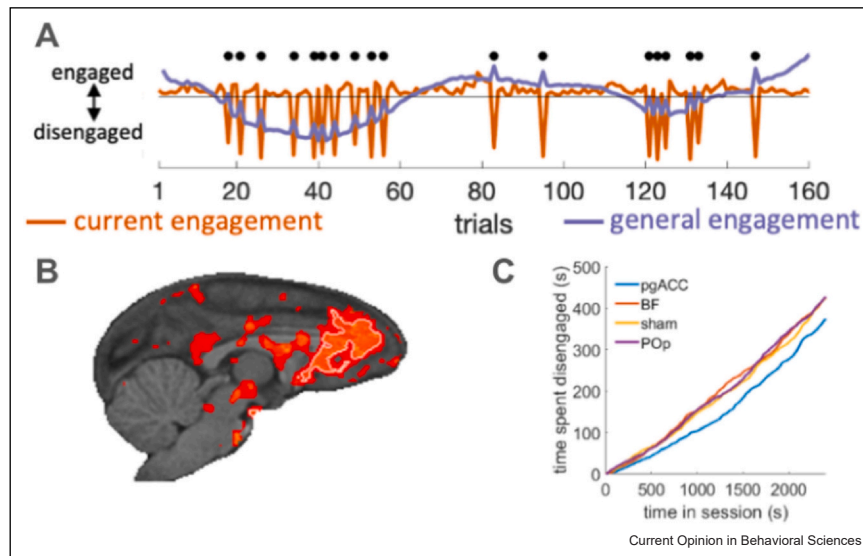 A
engaged
disengaged
1 20 40 60 80 100 120 140 160
current engagement trials general engagement
B
C
500
400
300
200
100
0
time spent disengaged (s)
pgACC
BF
sham
POp
0 500 1000 1500 2000
time in session (s)
Current Opinion in Behavioral Sciences